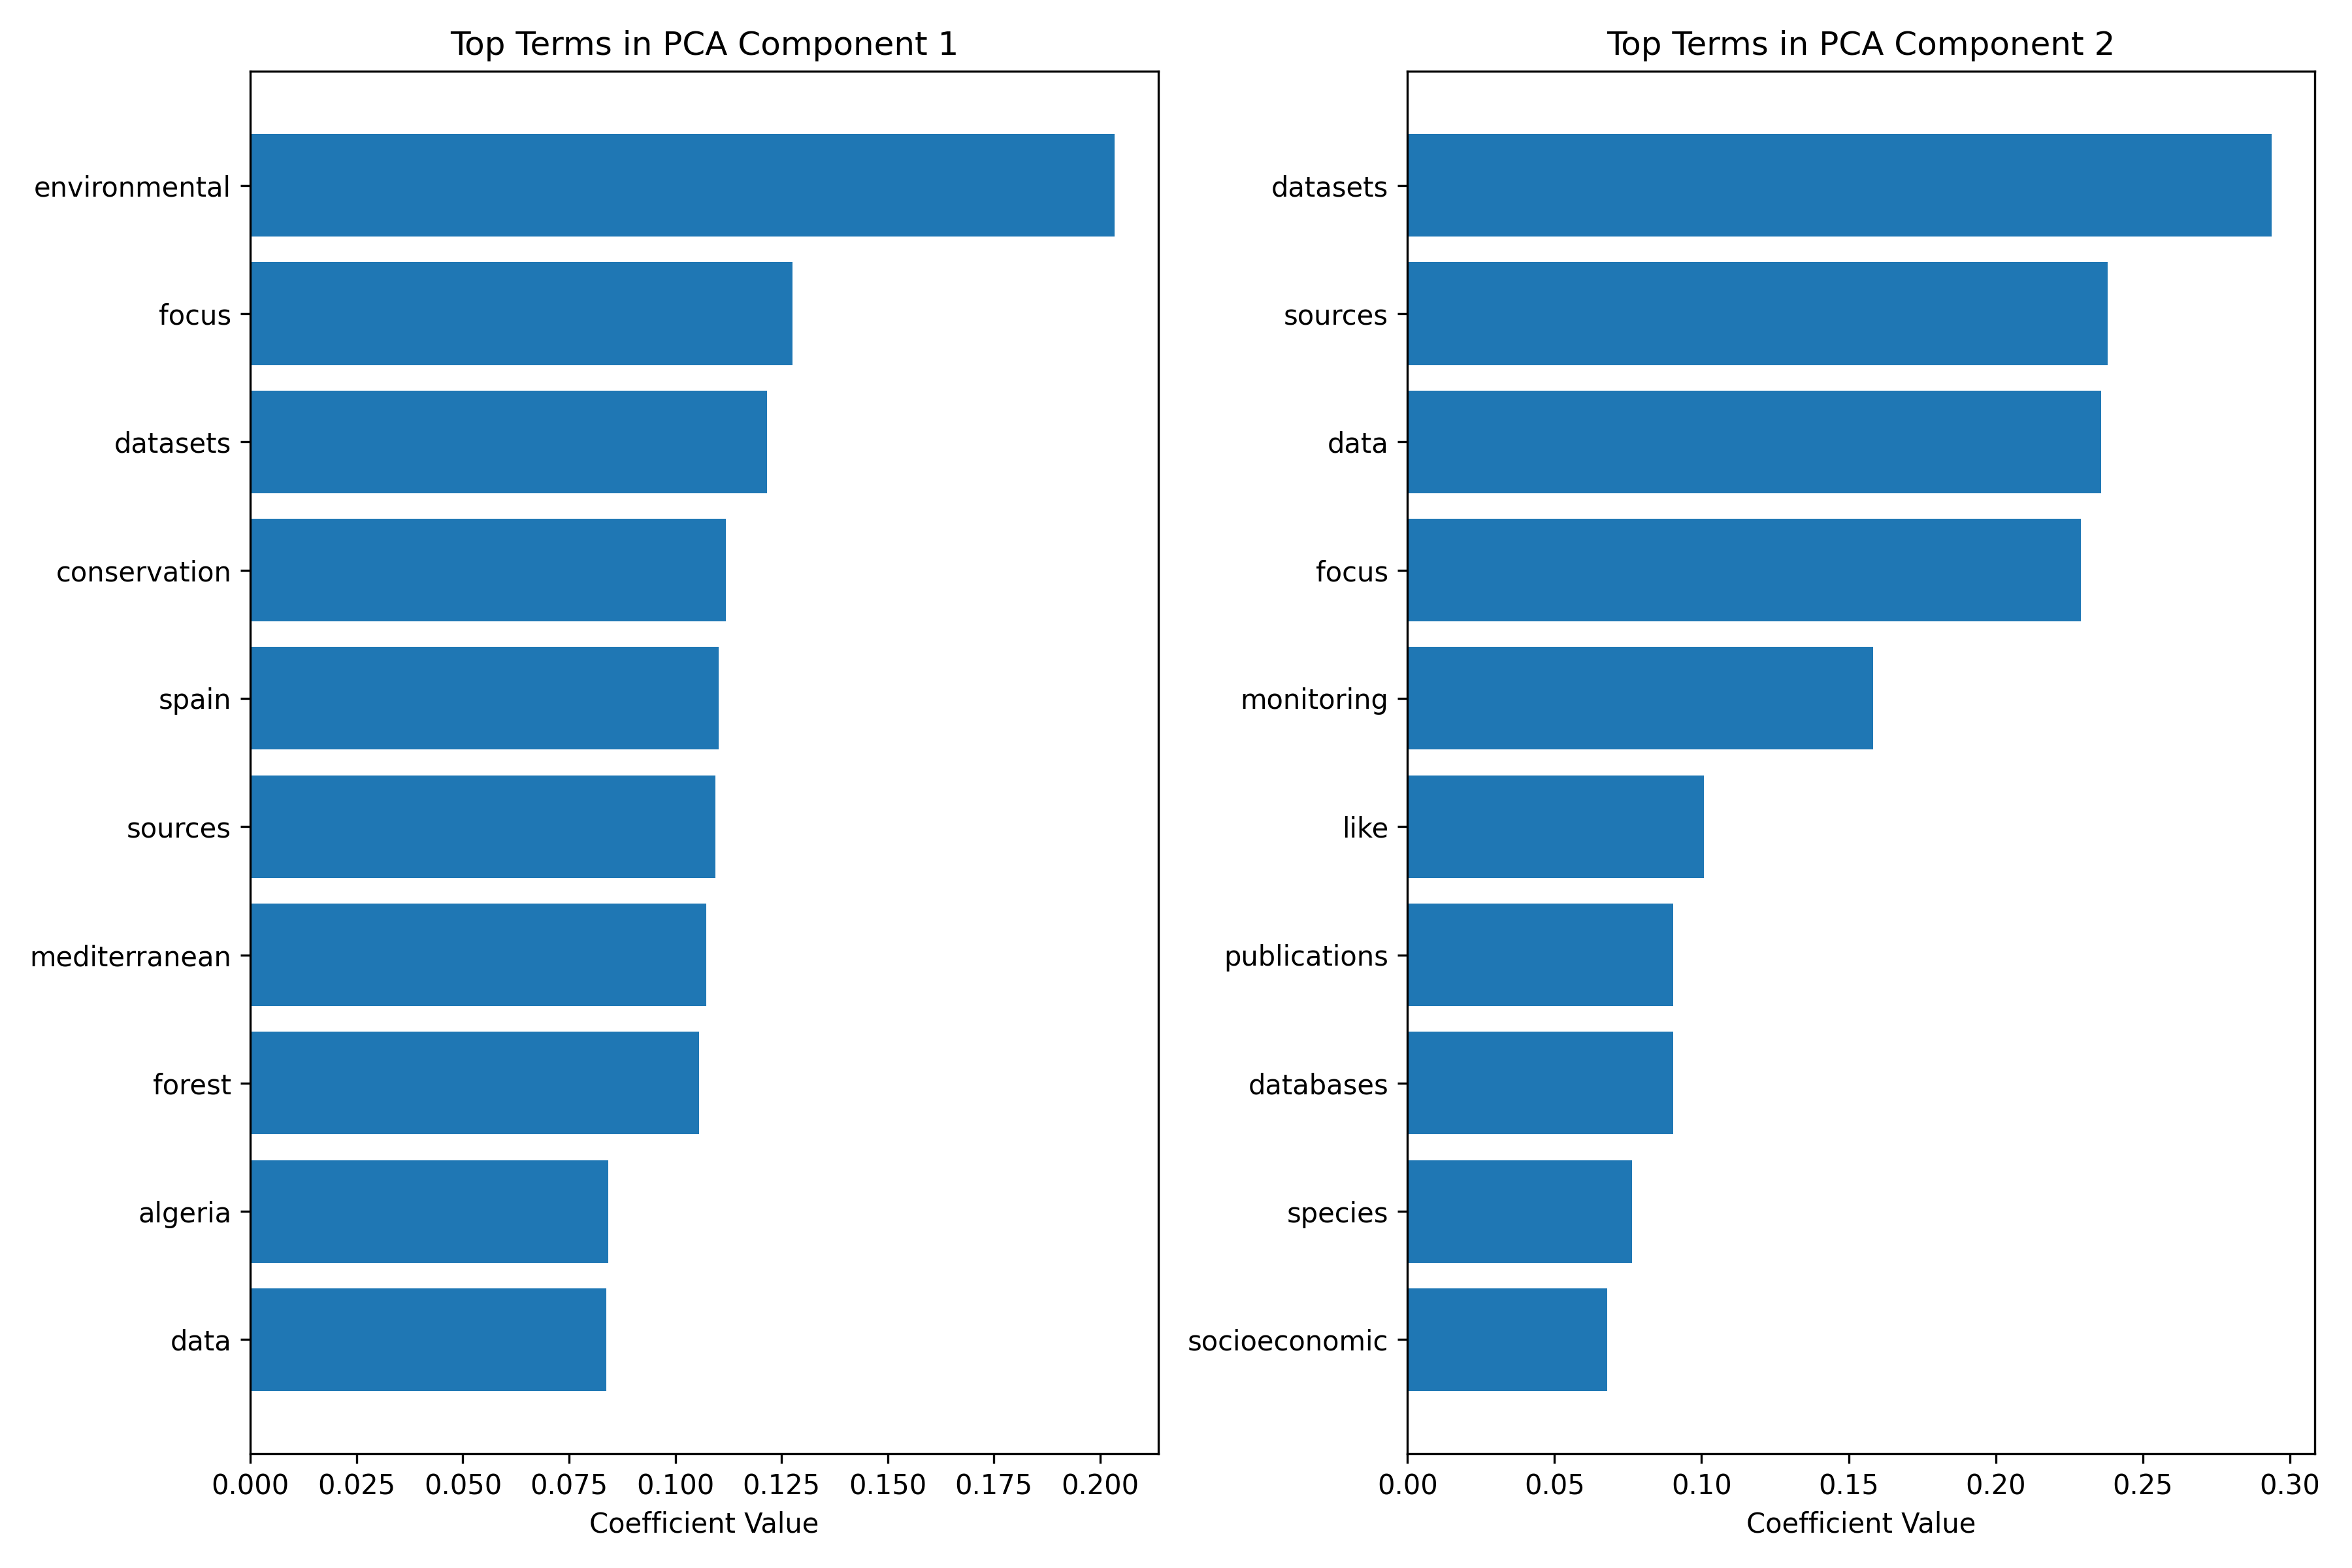 Top Terms in PCA Component 1
environmental
focus
datasets
conservation
spain
sources
mediterranean
forest
algeria
data
0.000 0.025 0.050 0.075 0.100 0.125 0.150 0.175 0.200
Coefficient Value
Top Terms in PCA Component 2
datasets
sources
data
focus
monitoring
like
publications
databases
species
socioeconomic
0.00 0.05 0.10 0.15 0.20 0.25 0.30
Coefficient Value